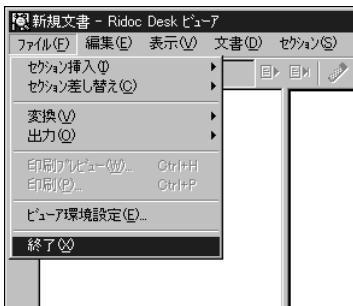 新規文書 - Ridoc Desk ビューア
ファイル(F) 編集(E) 表示(V) 文書(D) セクション(S)
セクション挿入(I)
セクション差し替え(C)
変換(V)
出力(O)
印刷プレビュー(W)... Ctrl+H
印刷(P)... Ctrl+P
ビューア環境設定(E)...
終了(X)